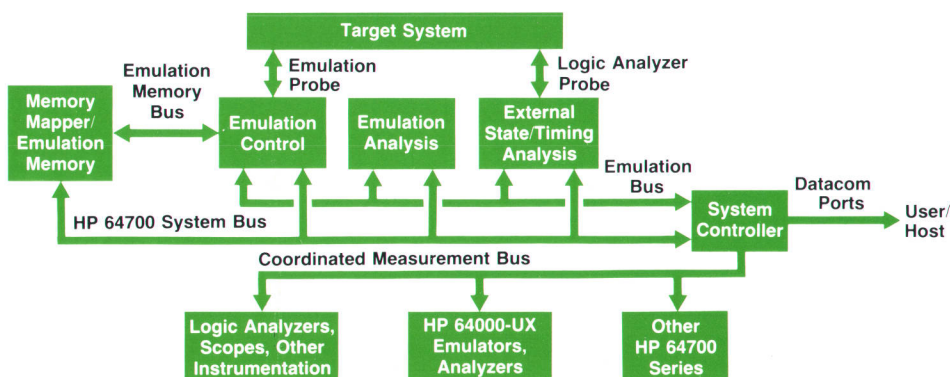 Target System
Emulation
Memory
Bus
Emulation
Probe
Logic Analyzer
Probe
Memory
Mapper/
Emulation
Memory
Emulation
Control
Emulation
Analysis
External
State/Timing
Analysis
Emulation
Bus
Datacom
Ports
HP 64700 System Bus
System
Controller
User/
Host
Coordinated Measurement Bus
Logic Analyzers,
Scopes, Other
Instrumentation
HP 64000-UX
Emulators,
Analyzers
Other
HP 64700
Series